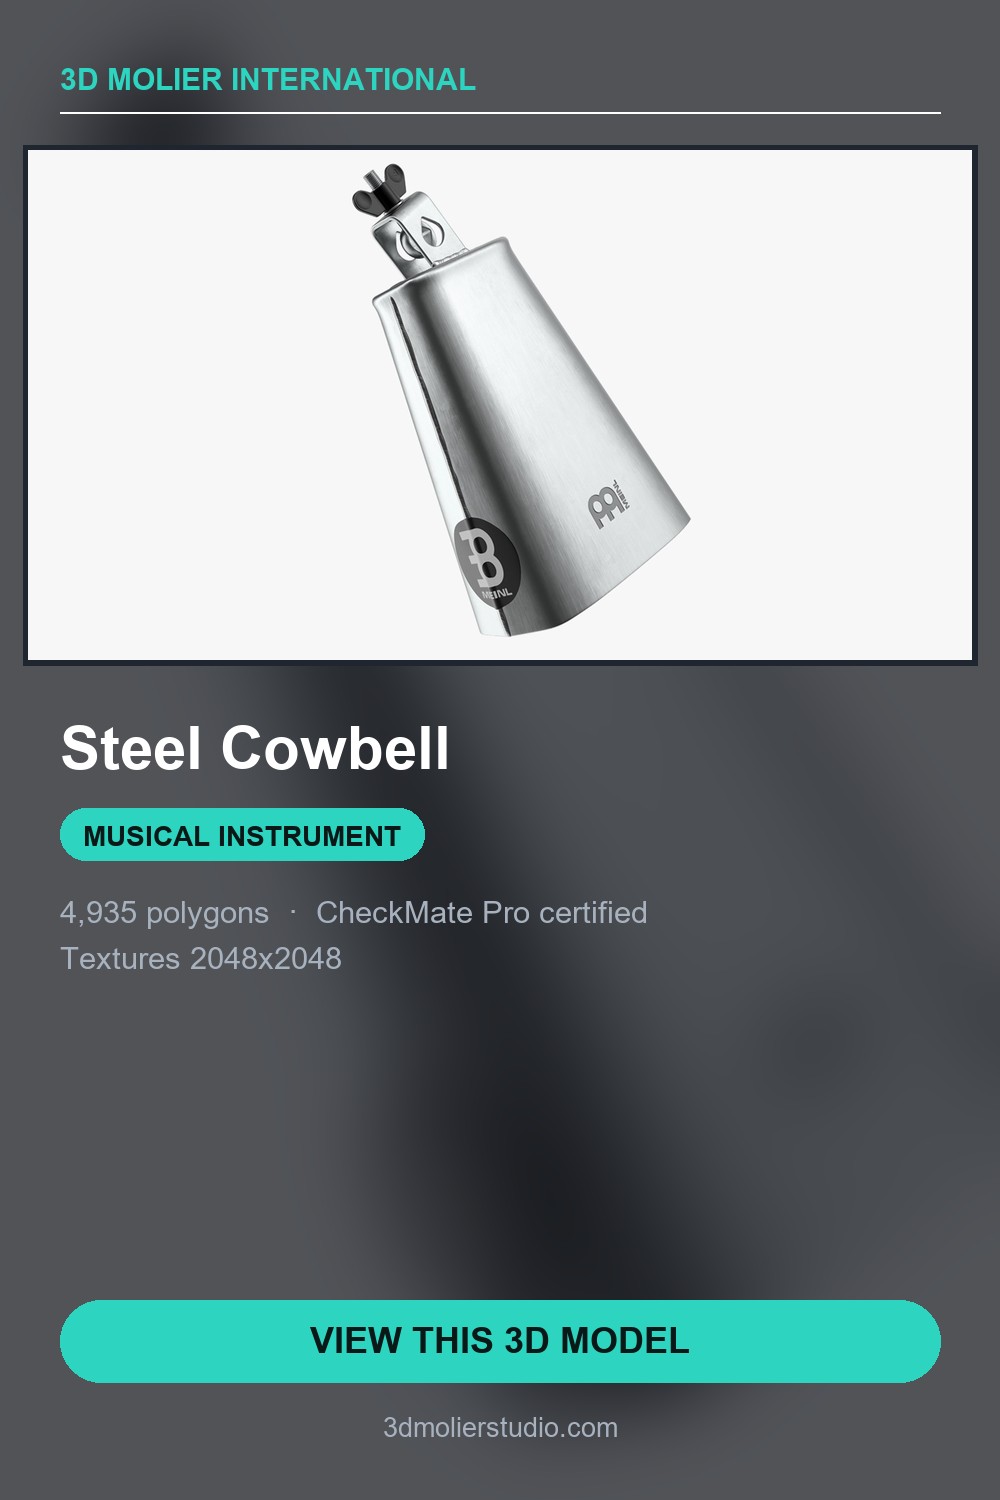 3D MOLIER INTERNATIONAL
MEINL
MEINL
Steel Cowbell
MUSICAL INSTRUMENT
4,935 polygons · CheckMate Pro certified
Textures 2048x2048
VIEW THIS 3D MODEL
3dmolierstudio.com